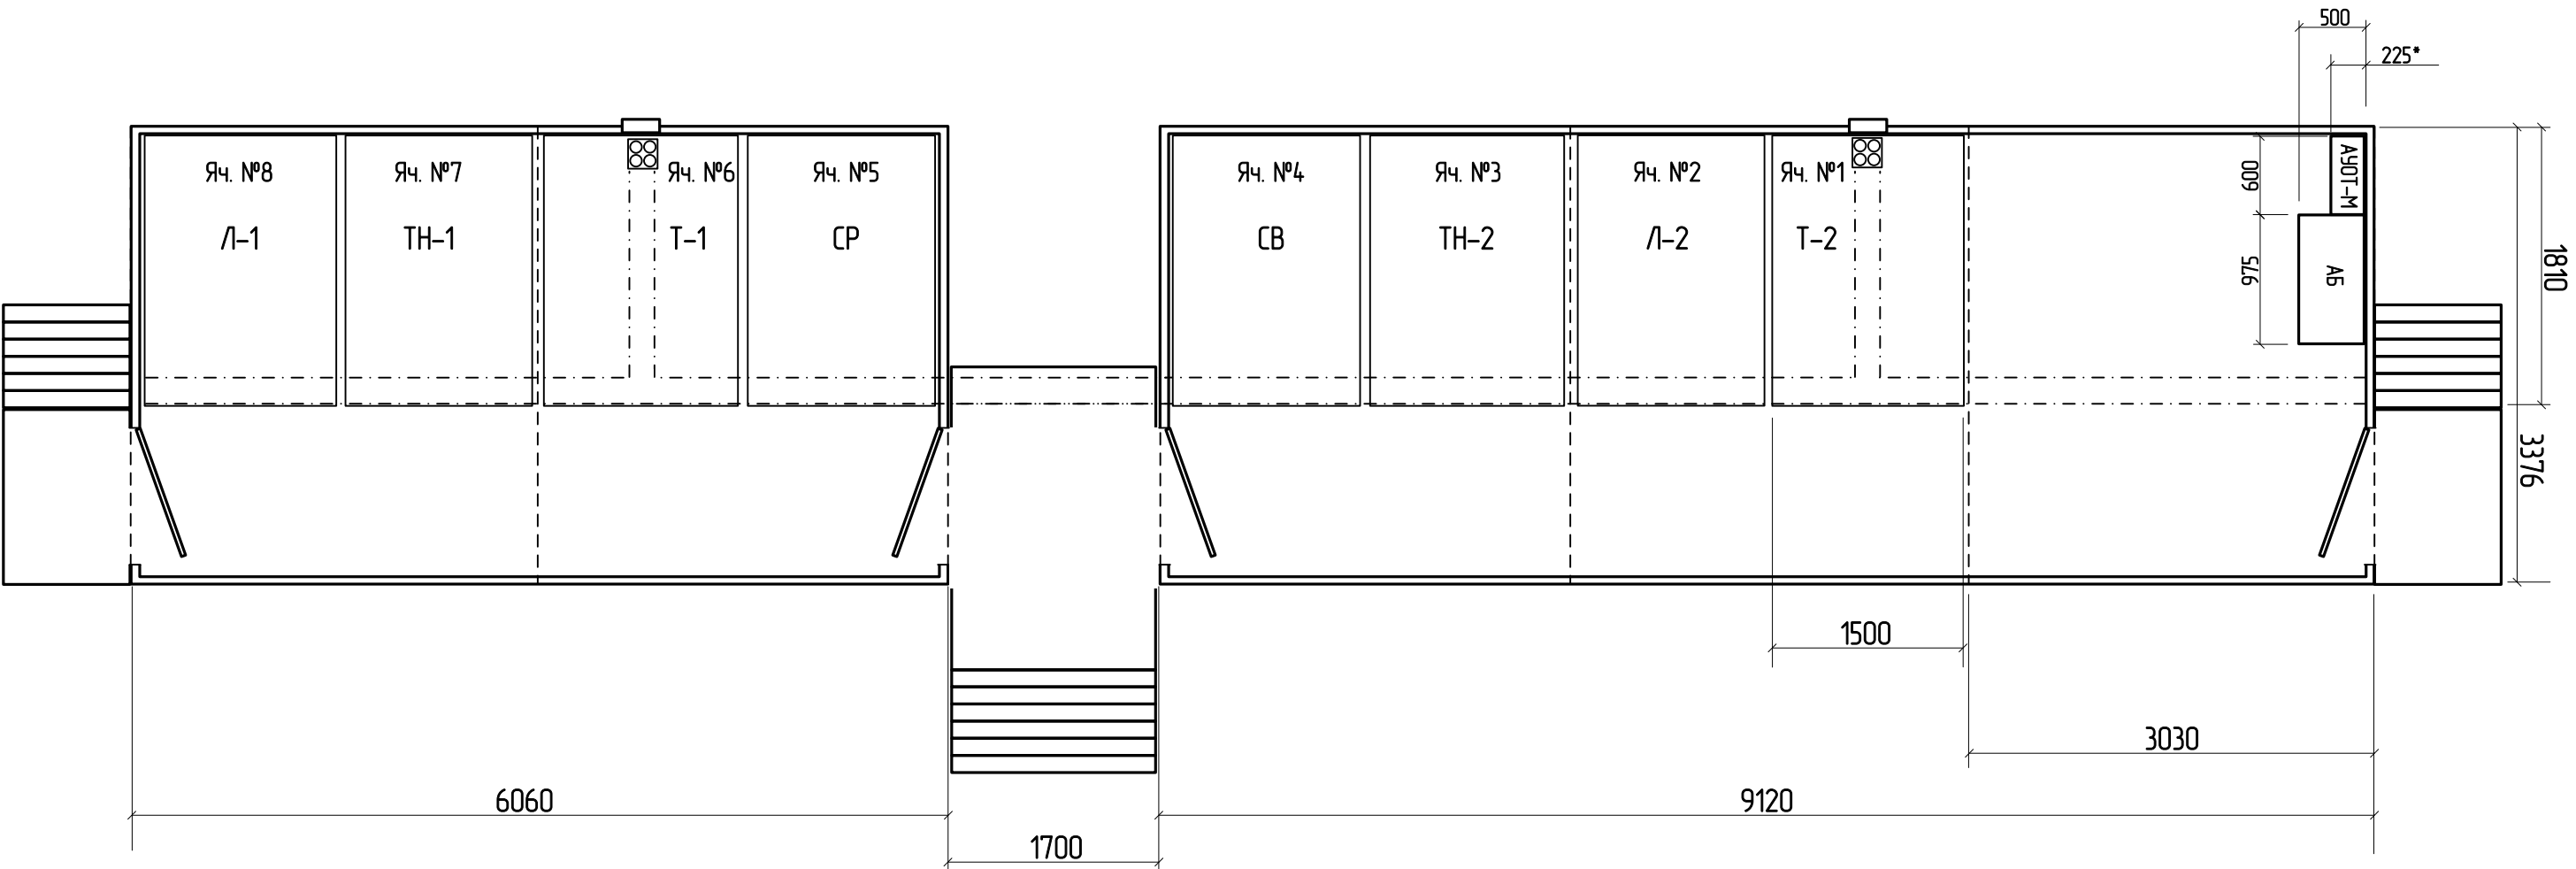 500
225*
Яч. №8
Яч. №7
Яч. №6
Яч. №5
Яч. №4
Яч. №3
Яч. №2
Яч. №1
Л-1
ТН-1
Т-1
СР
СВ
ТН-2
Л-2
Т-2
600
АУОТ-М
975
АБ
1810
3376
1500
3030
6060
9120
1700